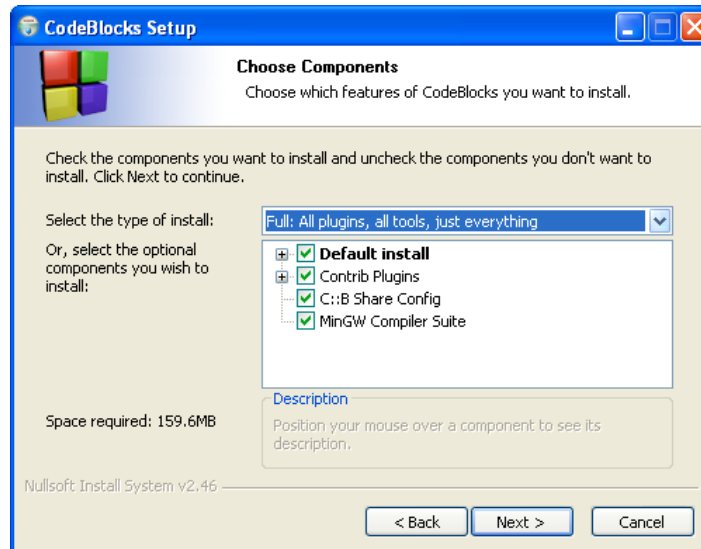 CodeBlocks Setup
Choose Components
Choose which features of CodeBlocks you want to install.
Check the components you want to install and uncheck the components you don't want to
install. Click Next to continue.
Select the type of install:
Full: All plugins, all tools, just everything
Or, select the optional
components you wish to
install:
Default install
Contrib Plugins
C::B Share Config
MinGW Compiler Suite
Space required: 159.6MB
Description
Position your mouse over a component to see its
description.
Nullsoft Install System v2.46
< Back
Next >
Cancel